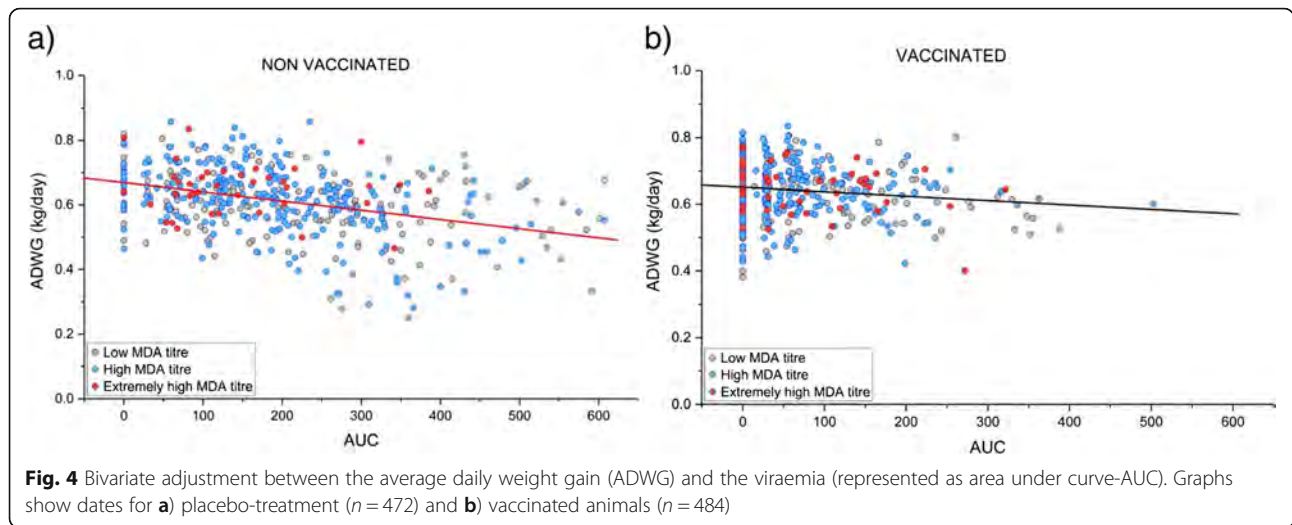 a)
NON VACCINATED
1.0
0.8
0.6
0.4
0.2
0.0
ADWG (kg/day)
Low MDA titre
High MDA titre
Extremely high MDA titre
0 100 200 300 400 500 600
AUC
b)
VACCINATED
1.0
0.8
0.6
0.4
0.2
0.0
ADWG (kg/day)
Low MDA titre
High MDA titre
Extremely high MDA titre
0 100 200 300 400 500 600
AUC
Fig. 4 Bivariate adjustment between the average daily weight gain (ADWG) and the viraemia (represented as area under curve-AUC). Graphs
show dates for a) placebo-treatment (n = 472) and b) vaccinated animals (n = 484)